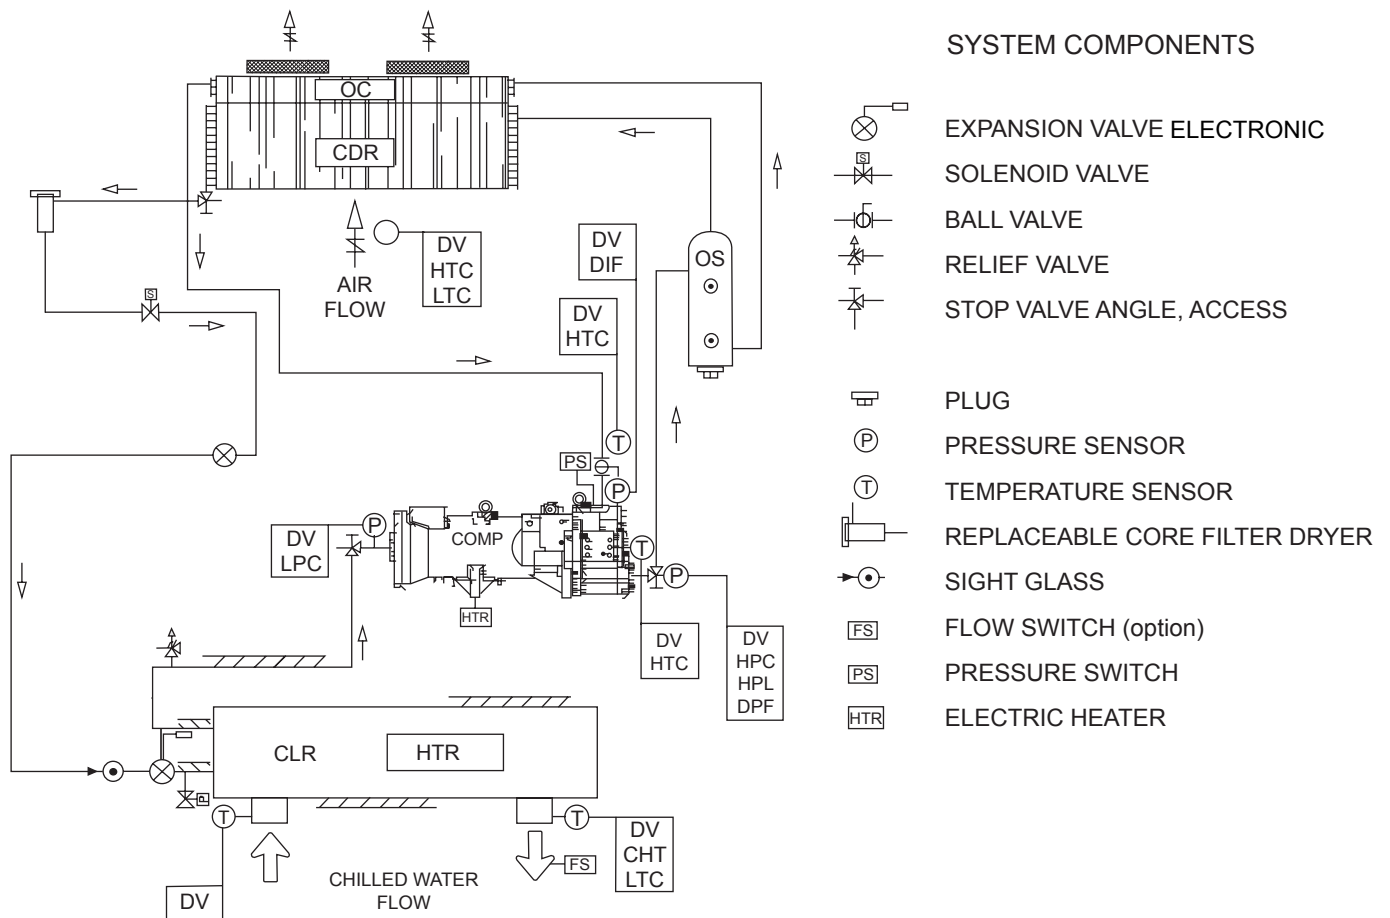 OC
CDR
AIR
FLOW
DV
HTC
LTC
DV
DIF
DV
HTC
OS
S
PS
T
P
DV
LPC
P
COMP
HTR
T
P
DV
HTC
DV
HPC
HPL
DPF
CLR
HTR
P
T
T
DV
CHT
LTC
FS
DV
CHILLED WATER
FLOW
SYSTEM COMPONENTS
EXPANSION VALVE ELECTRONIC
S
SOLENOID VALVE
BALL VALVE
RELIEF VALVE
STOP VALVE ANGLE, ACCESS
PLUG
P
PRESSURE SENSOR
T
TEMPERATURE SENSOR
REPLACEABLE CORE FILTER DRYER
SIGHT GLASS
FS
FLOW SWITCH (option)
PS
PRESSURE SWITCH
HTR
ELECTRIC HEATER